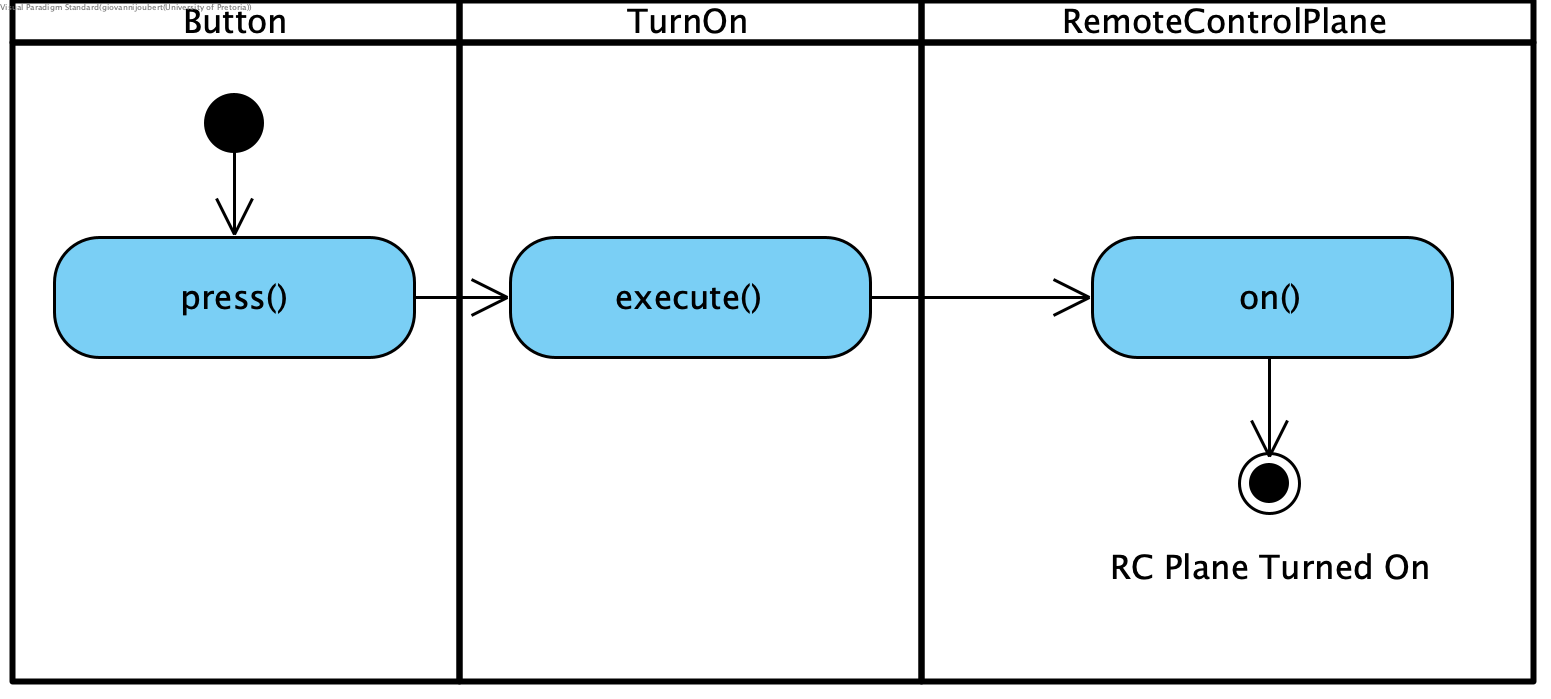 Visual Paradigm Standard(giovannijoubert(University of Pretoria))
Button
TurnOn
RemoteControlPlane
press()
execute()
on()
RC Plane Turned On